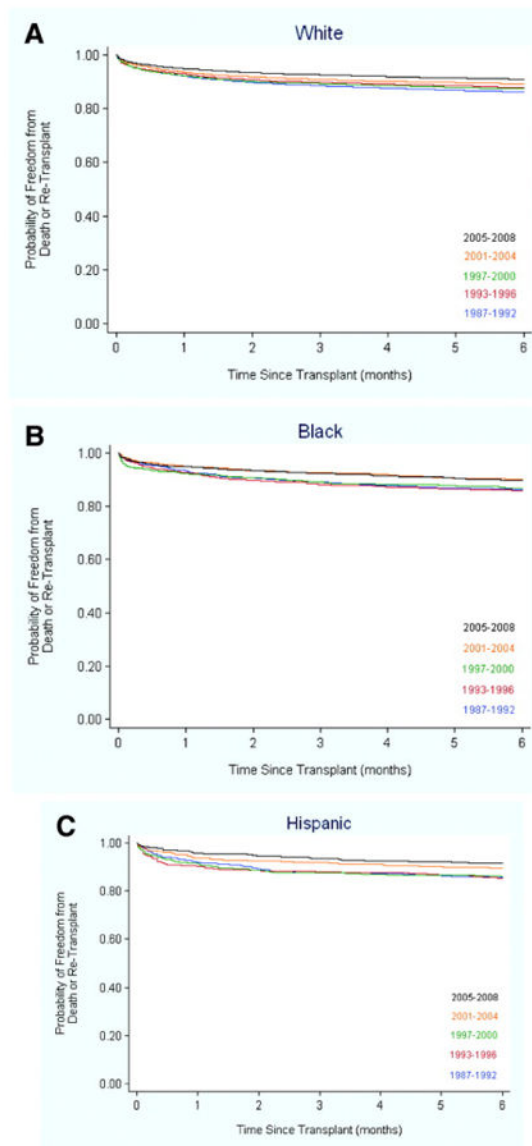 A
White
1.00
0.80
0.60
0.40
0.20
0.00
Probability of Freedom from
Death or Re-Transplant
2005-2008
2001-2004
1997-2000
1993-1996
1987-1992
0 1 2 3 4 5 6
Time Since Transplant (months)
B
Black
1.00
0.80
0.60
0.40
0.20
0.00
Probability of Freedom from
Death or Re-Transplant
2005-2008
2001-2004
1997-2000
1993-1996
1987-1992
0 1 2 3 4 5 6
Time Since Transplant (months)
C
Hispanic
1.00
0.80
0.60
0.40
0.20
0.00
Probability of Freedom from
Death or Re-Transplant
2005-2008
2001-2004
1997-2000
1993-1996
1987-1992
0 1 2 3 4 5 6
Time Since Transplant (months)